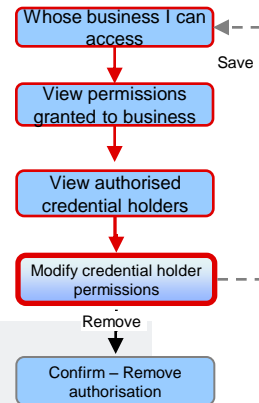 Whose business I can
access
Save
View permissions
granted to business
View authorised
credential holders
Modify credential holder
permissions
Remove
Confirm – Remove
authorisation